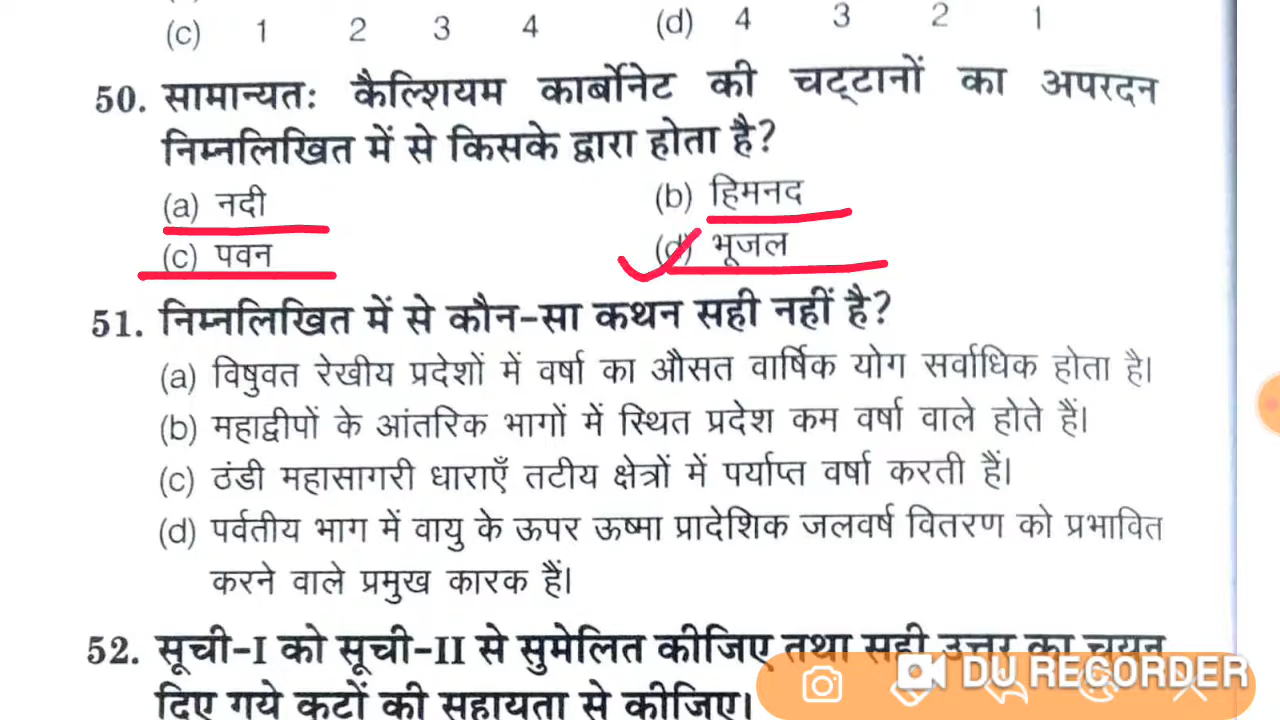 (c) 1 2 3 4 (d) 4 3 2 1
50. सामान्यतः कैल्शियम कार्बोनेट की चट्टानों का अपरदन
निम्नलिखित में से किसके द्वारा होता है?
(a) नदी (b) हिमनद
(c) पवन (d) भूजल
51. निम्नलिखित में से कौन-सा कथन सही नहीं है?
(a) विषुवत रेखीय प्रदेशों में वर्षा का औसत वार्षिक योग सर्वाधिक होता है।
(b) महाद्वीपों के आंतरिक भागों में स्थित प्रदेश कम वर्षा वाले होते हैं।
(c) ठंडी महासागरी धाराएँ तटीय क्षेत्रों में पर्याप्त वर्षा करती हैं।
(d) पर्वतीय भाग में वायु के ऊपर ऊष्मा प्रादेशिक जलवर्ष वितरण को प्रभावित
करने वाले प्रमुख कारक हैं।
52. सूची-I को सूची-II से सुमेलित कीजिए तथा सही उत्तर का चयन
दिए गये कूटों की सहायता से कीजिए।
DU RECORDER